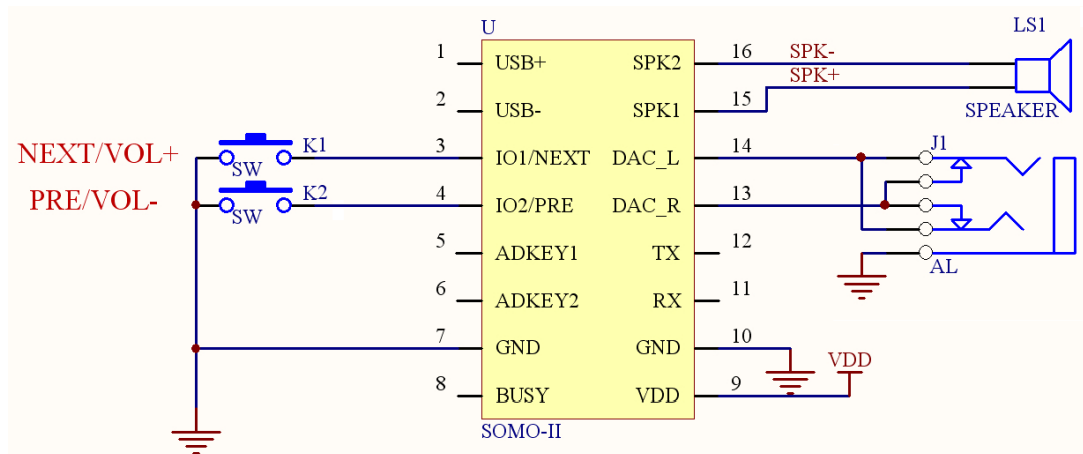 U
LS1
1 USB+ SPK2 16 SPK-
SPK+
2 USB- SPK1 15
SPEAKER
NEXT/VOL+ SW K1 3 IO1/NEXT DAC_L 14 J1
PRE/VOL- SW K2 4 IO2/PRE DAC_R 13
5 ADKEY1 TX 12
AL
6 ADKEY2 RX 11
7 GND GND 10
VDD
8 BUSY VDD 9
SOMO-II